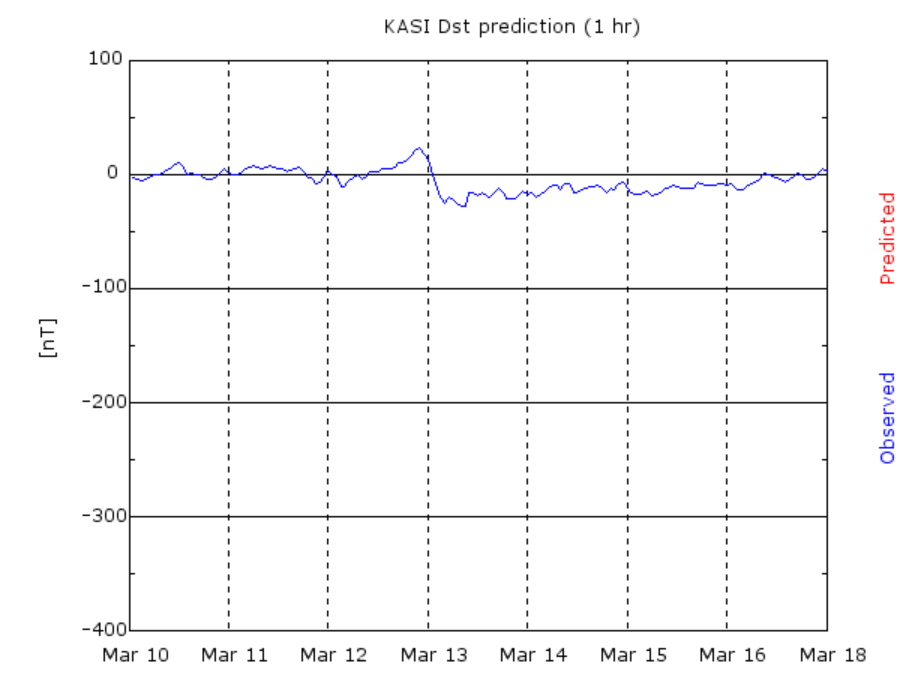 KASI Dst prediction (1 hr)
100
0
-100
-200
-300
-400
[nT]
Mar 10 Mar 11 Mar 12 Mar 13 Mar 14 Mar 15 Mar 16 Mar 18
Predicted
Observed